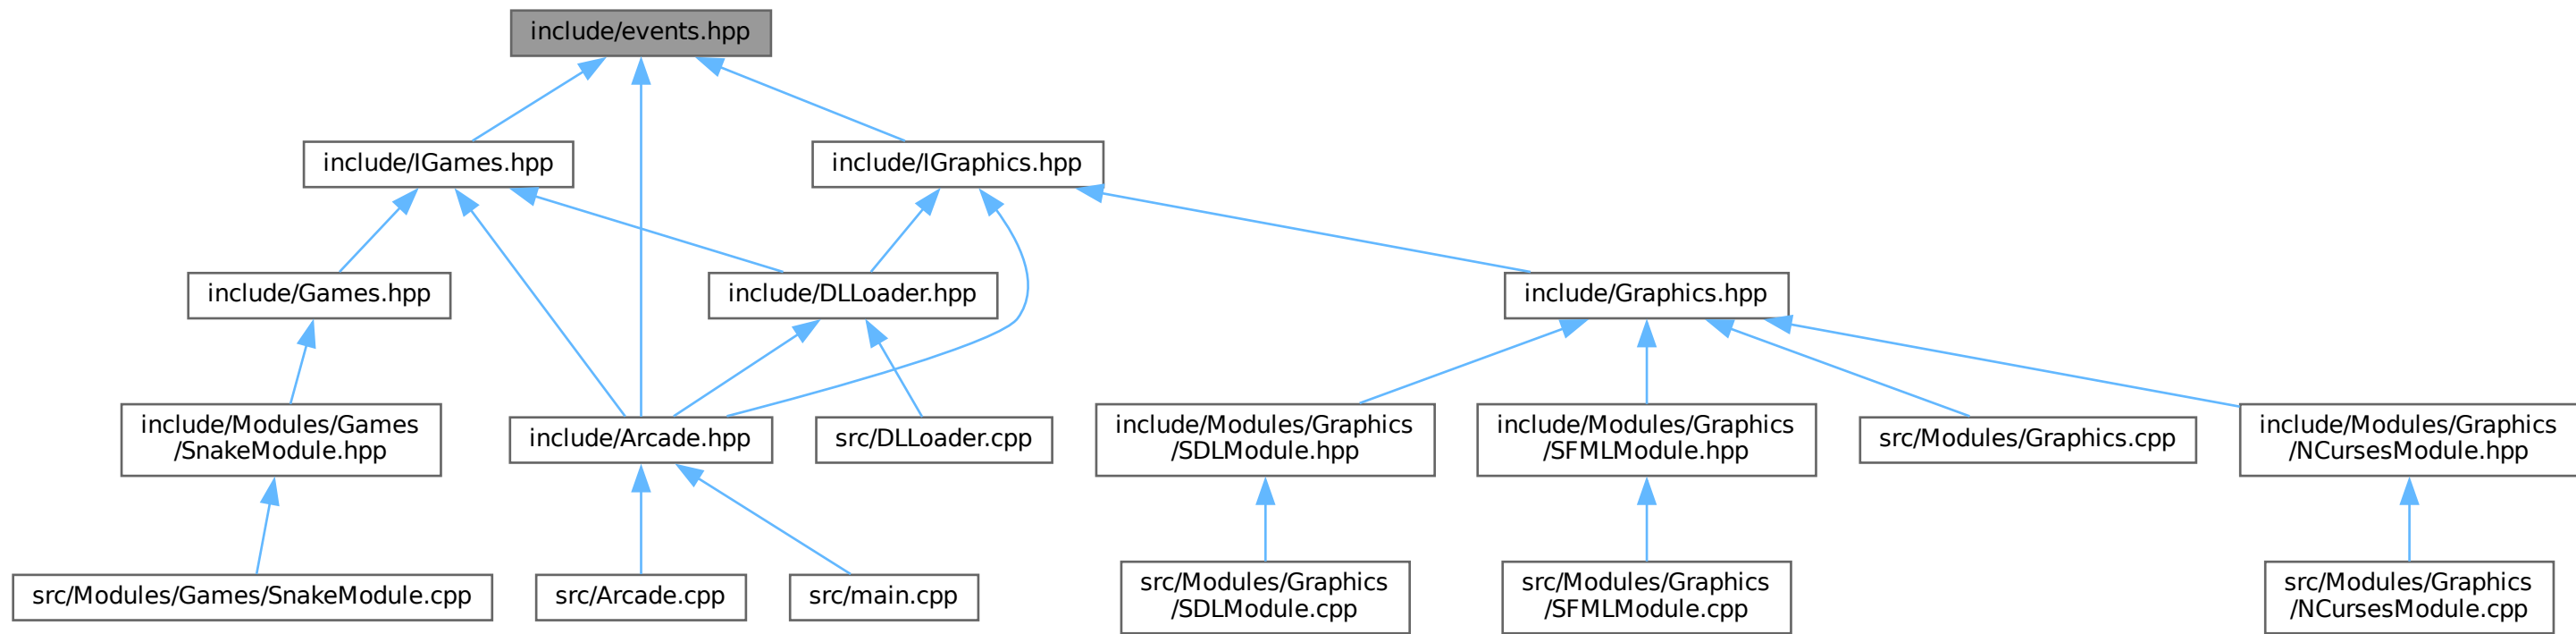 include/events.hpp
include/IGames.hpp
include/IGraphics.hpp
include/Games.hpp
include/DLLoader.hpp
include/Graphics.hpp
include/Modules/Games
/SnakeModule.hpp
include/Arcade.hpp
src/DLLoader.cpp
include/Modules/Graphics
/SDLModule.hpp
include/Modules/Graphics
/SFMLModule.hpp
src/Modules/Graphics.cpp
include/Modules/Graphics
/NCursesModule.hpp
src/Modules/Games/SnakeModule.cpp
src/Arcade.cpp
src/main.cpp
src/Modules/Graphics
/SDLModule.cpp
src/Modules/Graphics
/SFMLModule.cpp
src/Modules/Graphics
/NCursesModule.cpp